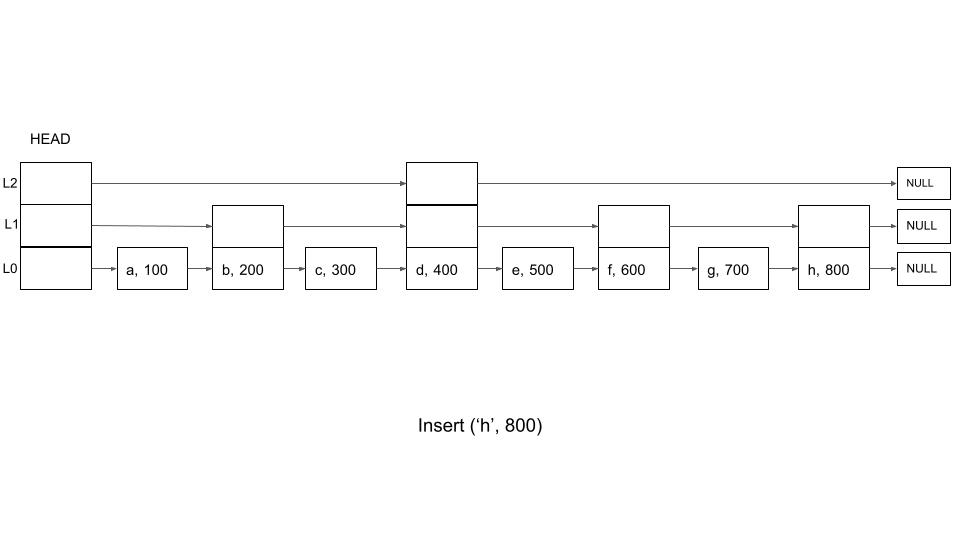 HEAD
L2 NULL
L1 NULL
L0 a, 100 b, 200 c, 300 d, 400 e, 500 f, 600 g, 700 h, 800 NULL
Insert (‘h’, 800)